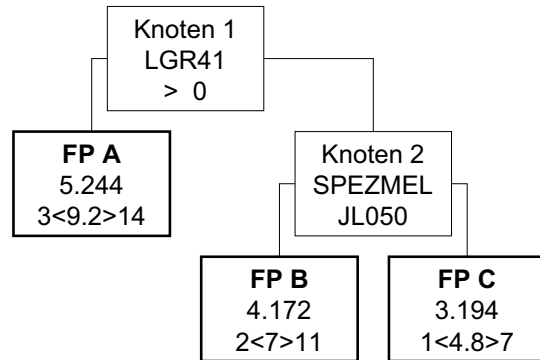 Knoten 1
LGR41
> 0
FP A
5.244
3<9.2>14
Knoten 2
SPEZMEL
JL050
FP B
4.172
2<7>11
FP C
3.194
1<4.8>7